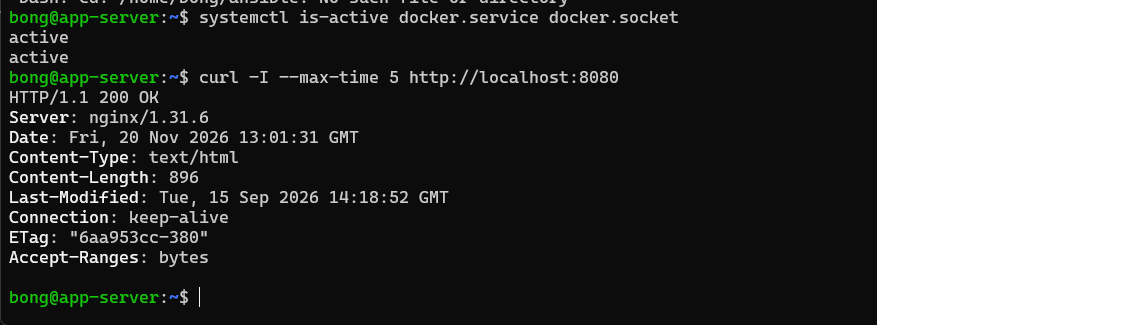 bong@app-server:~$ systemctl is-active docker.service docker.socket
active
active
bong@app-server:~$ curl -I --max-time 5 http://localhost:8080
HTTP/1.1 200 OK
Server: nginx/1.31.6
Date: Fri, 20 Nov 2026 13:01:31 GMT
Content-Type: text/html
Content-Length: 896
Last-Modified: Tue, 15 Sep 2026 14:18:52 GMT
Connection: keep-alive
ETag: "6aa953cc-380"
Accept-Ranges: bytes
bong@app-server:~$